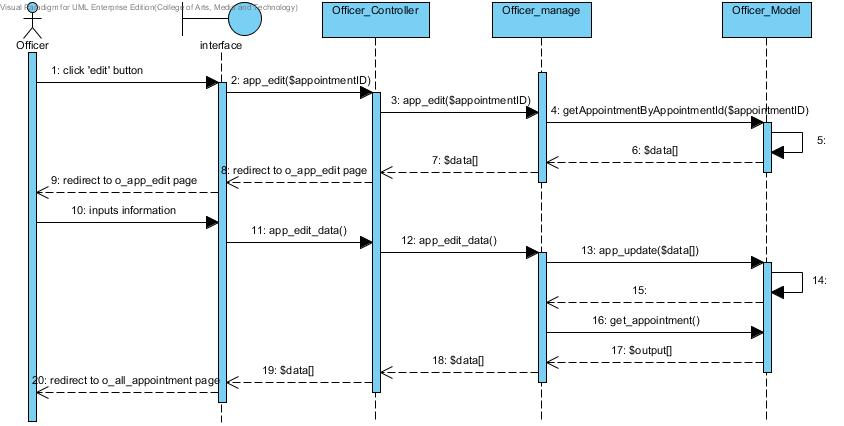 Visual Paradigm for UML Enterprise Edition(College of Arts, Media and Technology)
Officer
interface
Officer_Controller
Officer_manage
Officer_Model
1: click 'edit' button
2: app_edit($appointmentID)
3: app_edit($appointmentID)
4: getAppointmentByAppointmentId($appointmentID)
5:
6: $data[]
7: $data[]
8: redirect to o_app_edit page
9: redirect to o_app_edit page
10: inputs information
11: app_edit_data()
12: app_edit_data()
13: app_update($data[])
14:
15:
16: get_appointment()
17: $output[]
18: $data[]
19: $data[]
20: redirect to o_all_appointment page